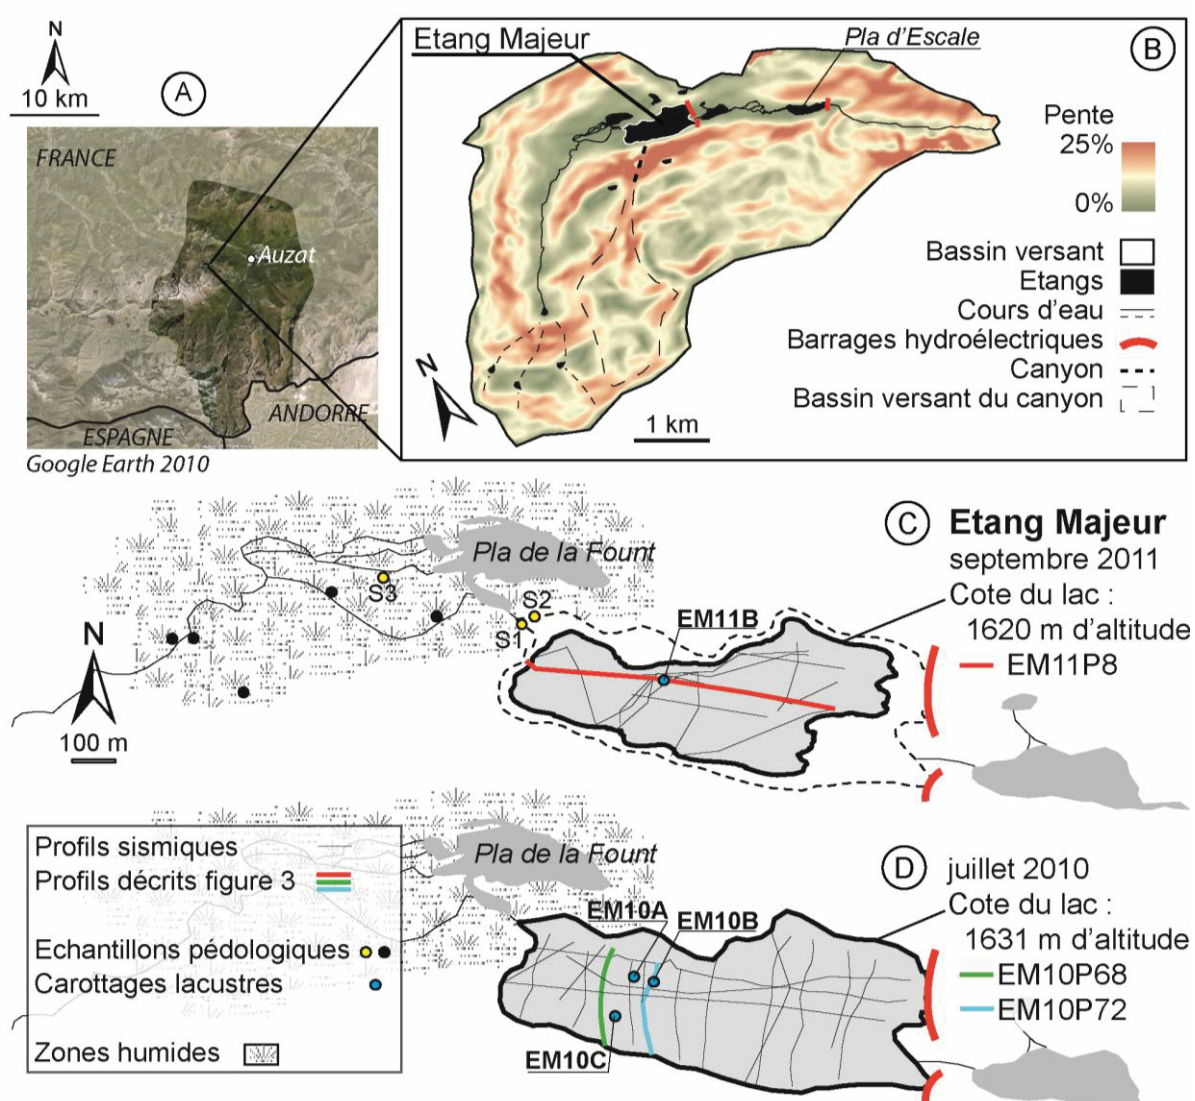 N
10 km
A
FRANCE
Auzat
ANDORRE
ESPAGNE
Google Earth 2010
Etang Majeur
Pla d'Escale
B
Pente
25%
0%
Bassin versant
Etangs
Cours d'eau
Barrages hydroélectriques
Canyon
Bassin versant du canyon
N
1 km
C
Etang Majeur
septembre 2011
Cote du lac :
1620 m d'altitude
EM11P8
Pla de la Fount
S3
S2
S1
EM11B
N
100 m
Profils sismiques
Profils décrits figure 3
Echantillons pédologiques
Carottages lacustres
Zones humides
Pla de la Fount
EM10A
EM10B
EM10C
D
juillet 2010
Cote du lac :
1631 m d'altitude
EM10P68
EM10P72